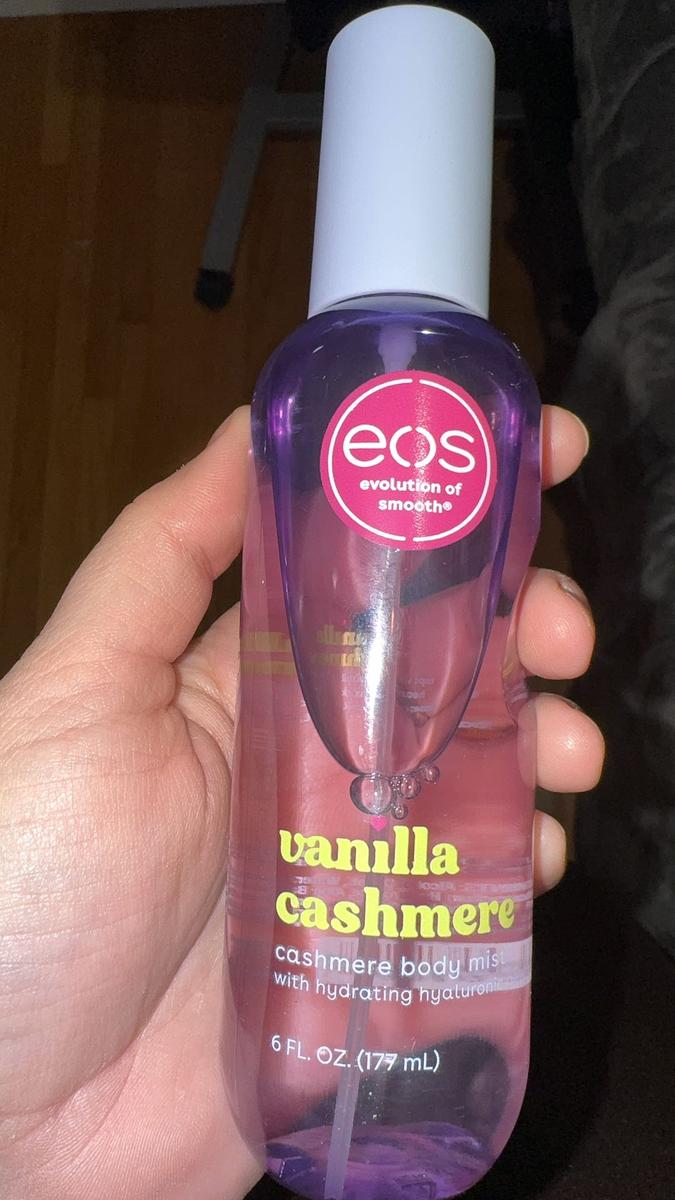 eos
evolution of
smooth®
vanilla
cashmere
cashmere body mist
with hydrating hyaluronic
6 FL. OZ. (177 mL)